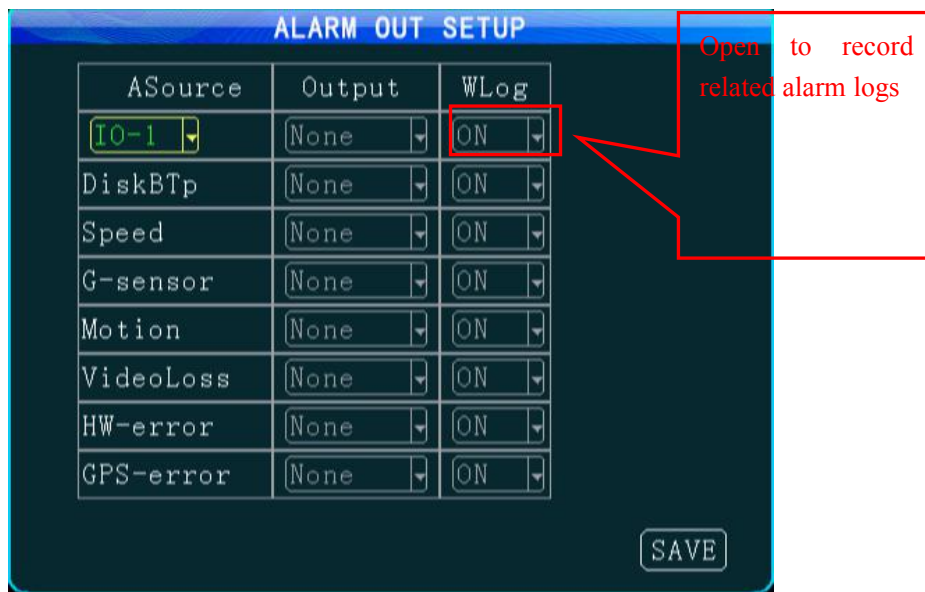 ALARM OUT SETUP
Open to record
related alarm logs
ASource Output WLog
IO-1 None ON
DiskBTp None ON
Speed None ON
G-sensor None ON
Motion None ON
VideoLoss None ON
HW-error None ON
GPS-error None ON
SAVE